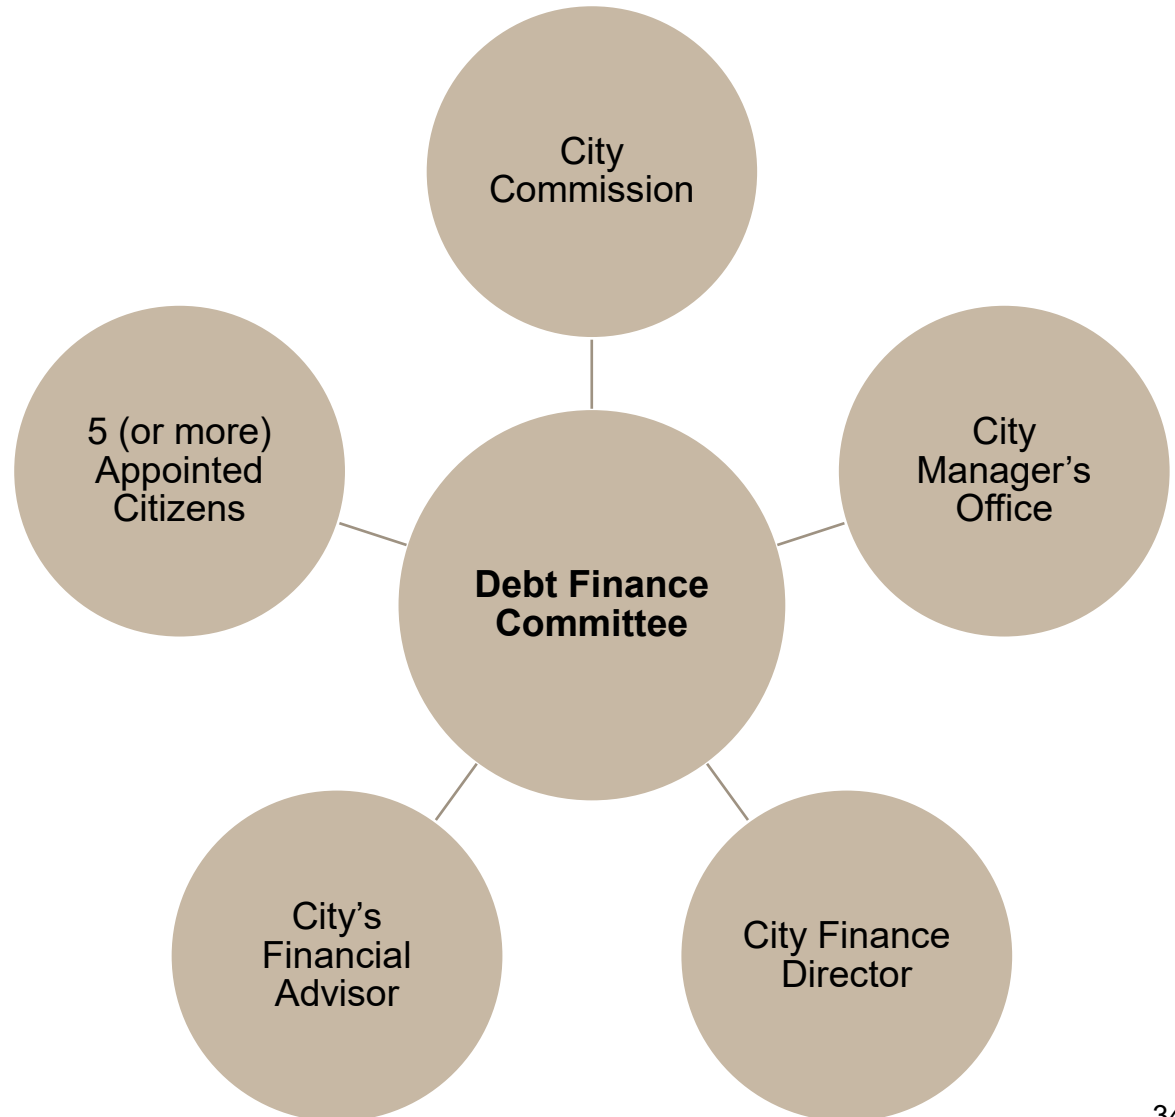 City
Commission
5 (or more)
Appointed
Citizens
City
Manager’s
Office
Debt Finance
Committee
City’s
Financial
Advisor
City Finance
Director
34